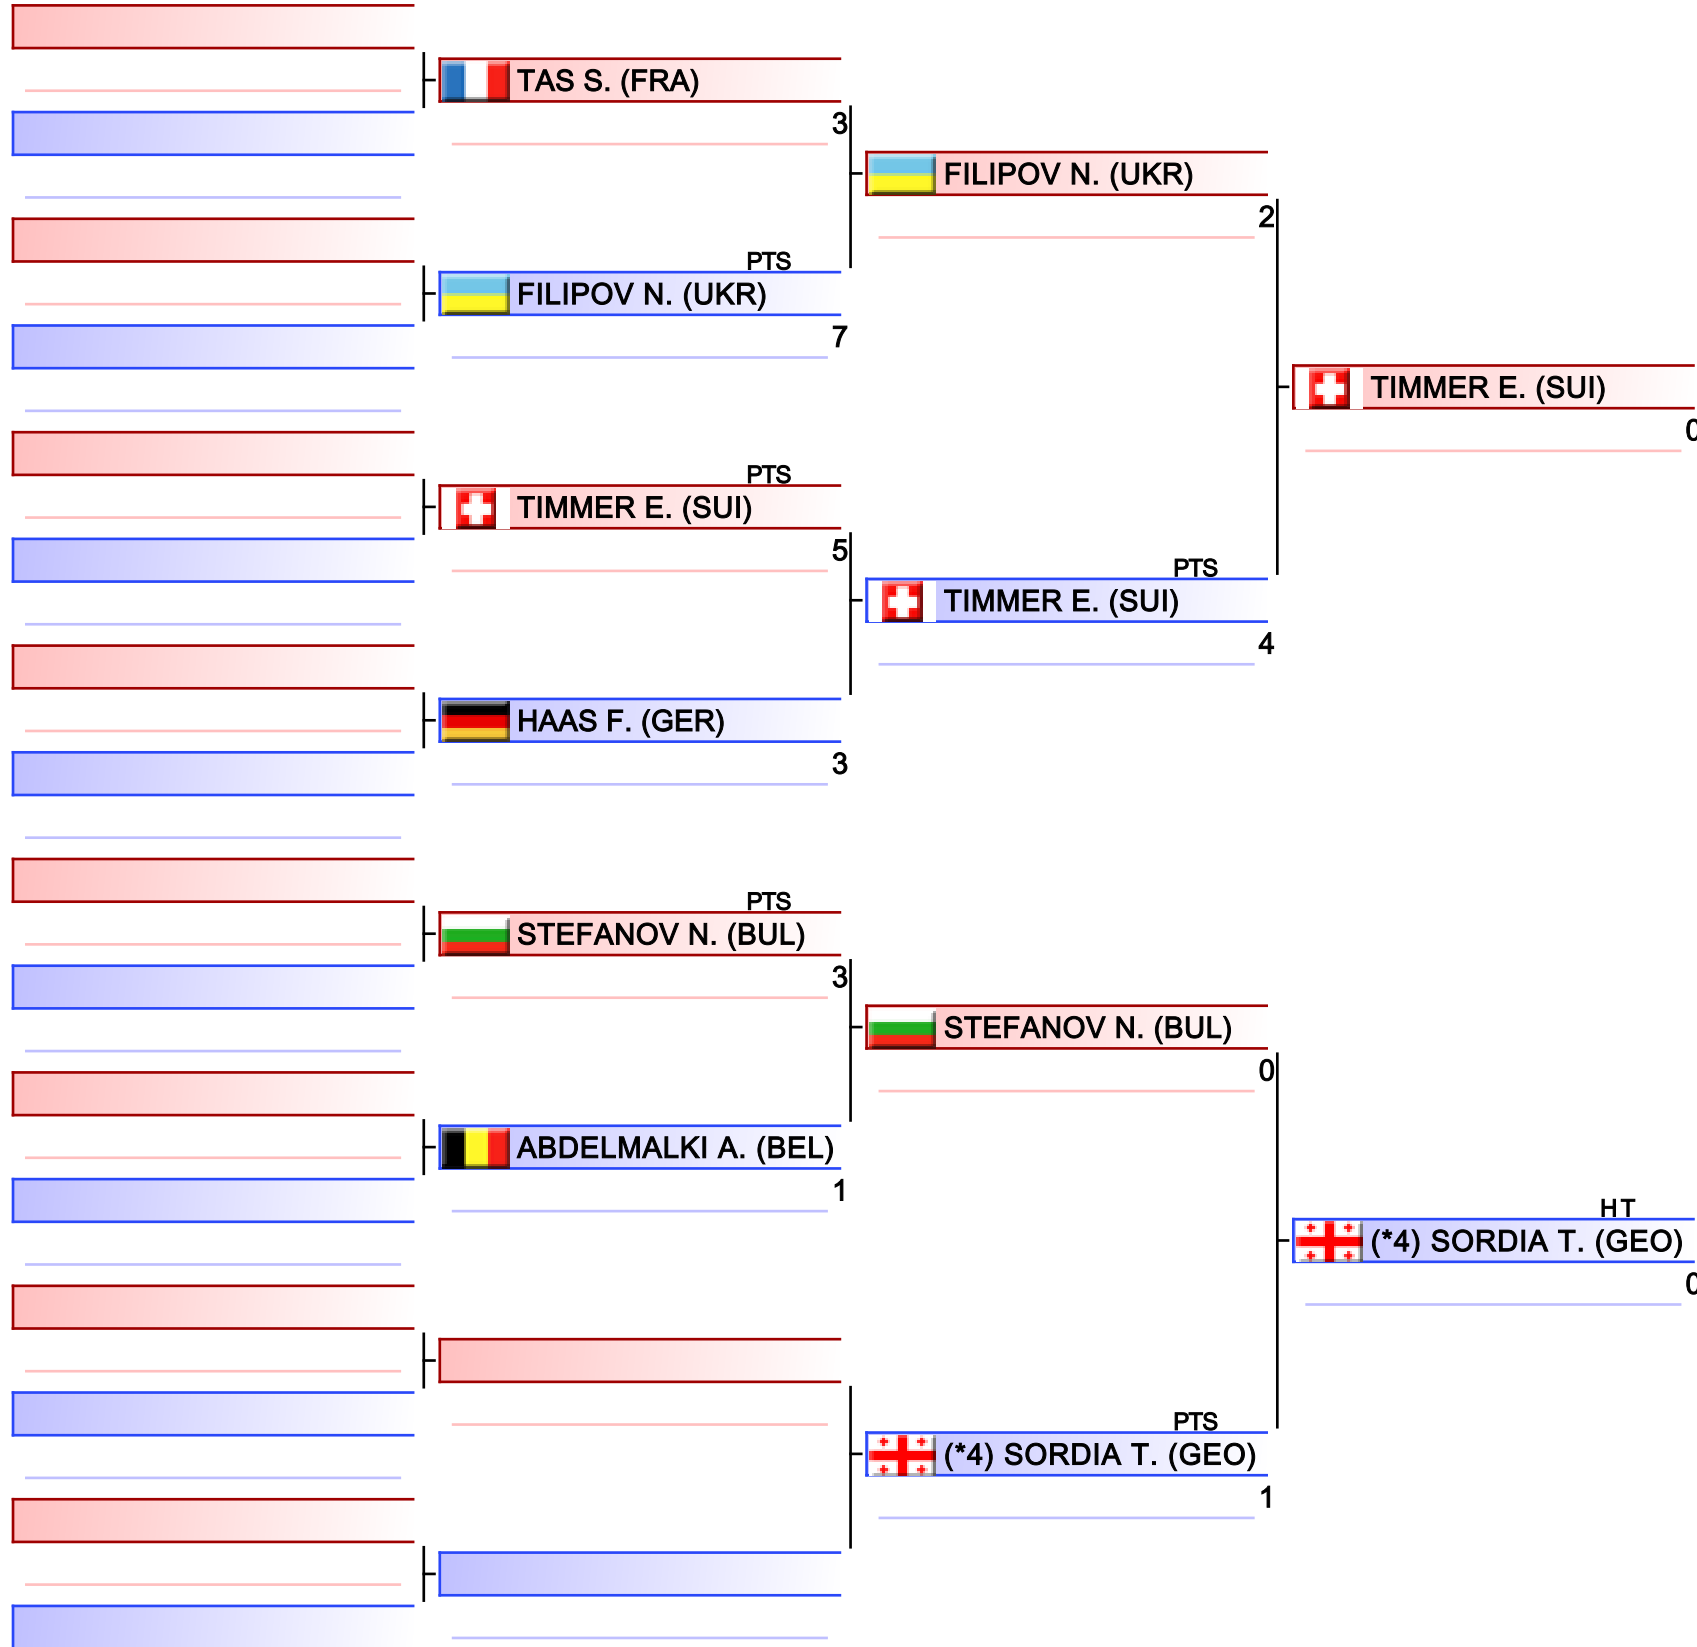 TAS S. (FRA)
3
PTS
FILIPOV N. (UKR)
7
PTS
TIMMER E. (SUI)
5
HAAS F. (GER)
3
PTS
STEFANOV N. (BUL)
3
ABDELMALKI A. (BEL)
1
FILIPOV N. (UKR)
2
PTS
TIMMER E. (SUI)
4
STEFANOV N. (BUL)
0
PTS
(*4) SORDIA T. (GEO)
1
TIMMER E. (SUI)
0
HT
(*4) SORDIA T. (GEO)
0